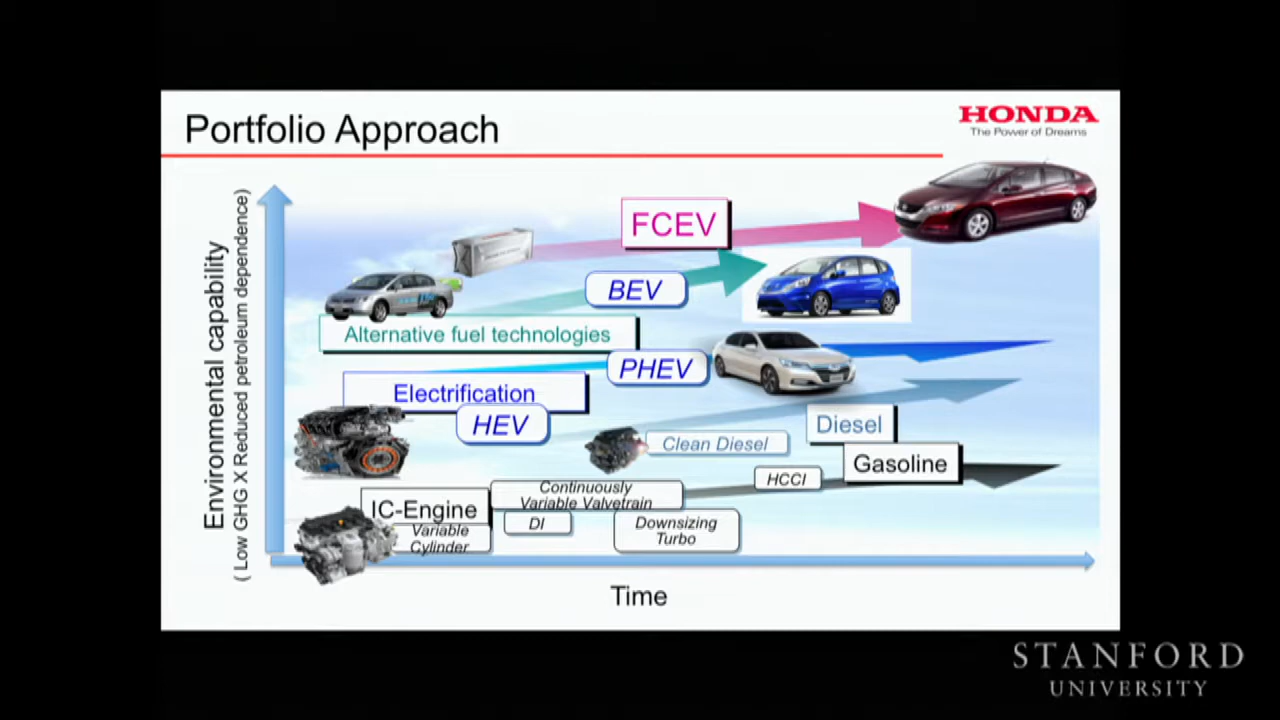 Portfolio Approach
HONDA
The Power of Dreams
Environmental capability
( Low GHG X Reduced petroleum dependence)
FCEV
BEV
Alternative fuel technologies
PHEV
Electrification
HEV
Diesel
Clean Diesel
Gasoline
HCCI
Continuously
Variable Valvetrain
IC-Engine
DI
Downsizing
Turbo
Variable
Cylinder
Time
STANFORD
UNIVERSITY